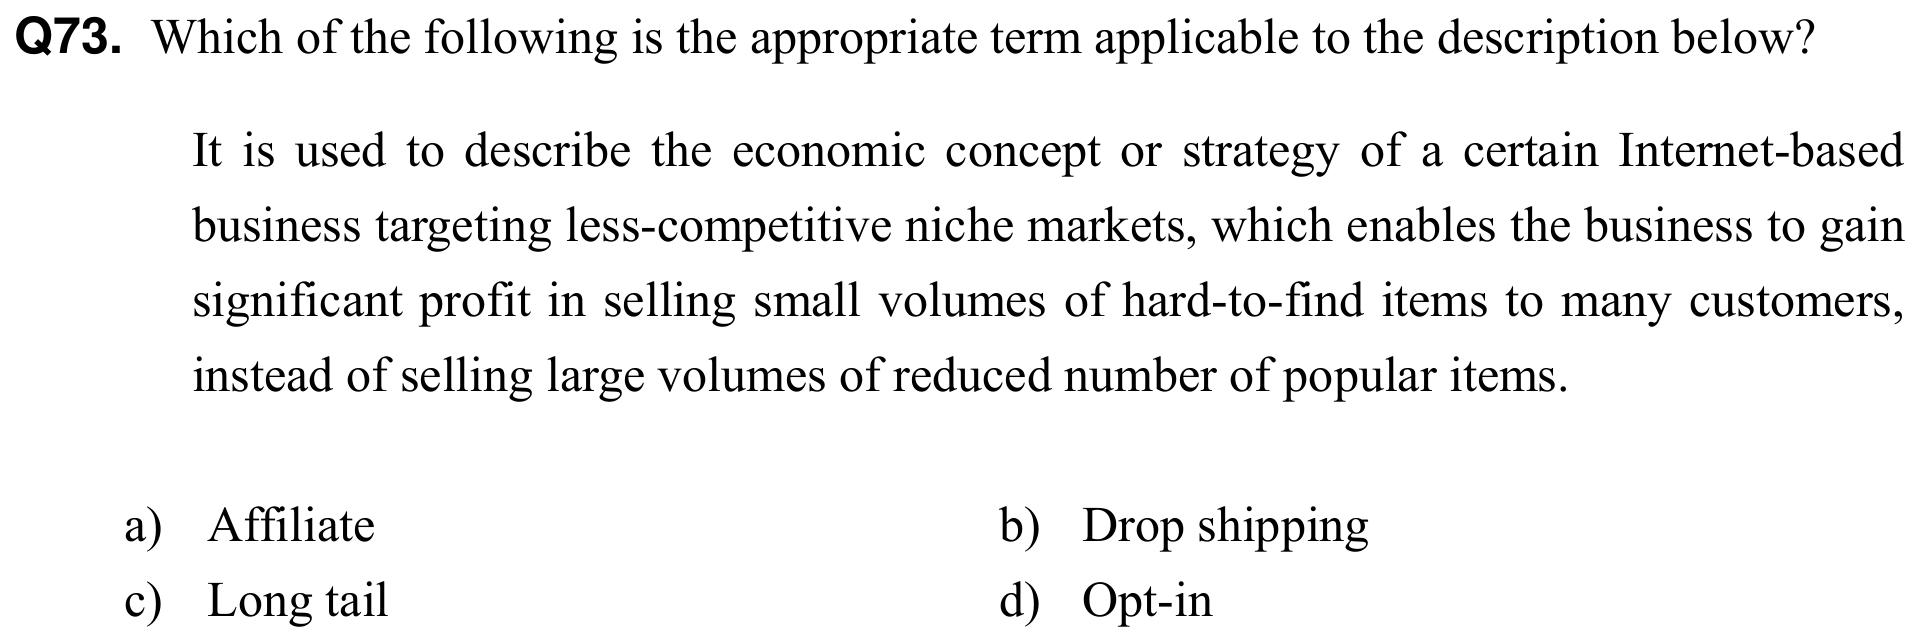 Q73. Which of the following is the appropriate term applicable to the description below?
It is used to describe the economic concept or strategy of a certain Internet-based
business targeting less-competitive niche markets, which enables the business to gain
significant profit in selling small volumes of hard-to-find items to many customers,
instead of selling large volumes of reduced number of popular items.
a) Affiliate b) Drop shipping
c) Long tail d) Opt-in